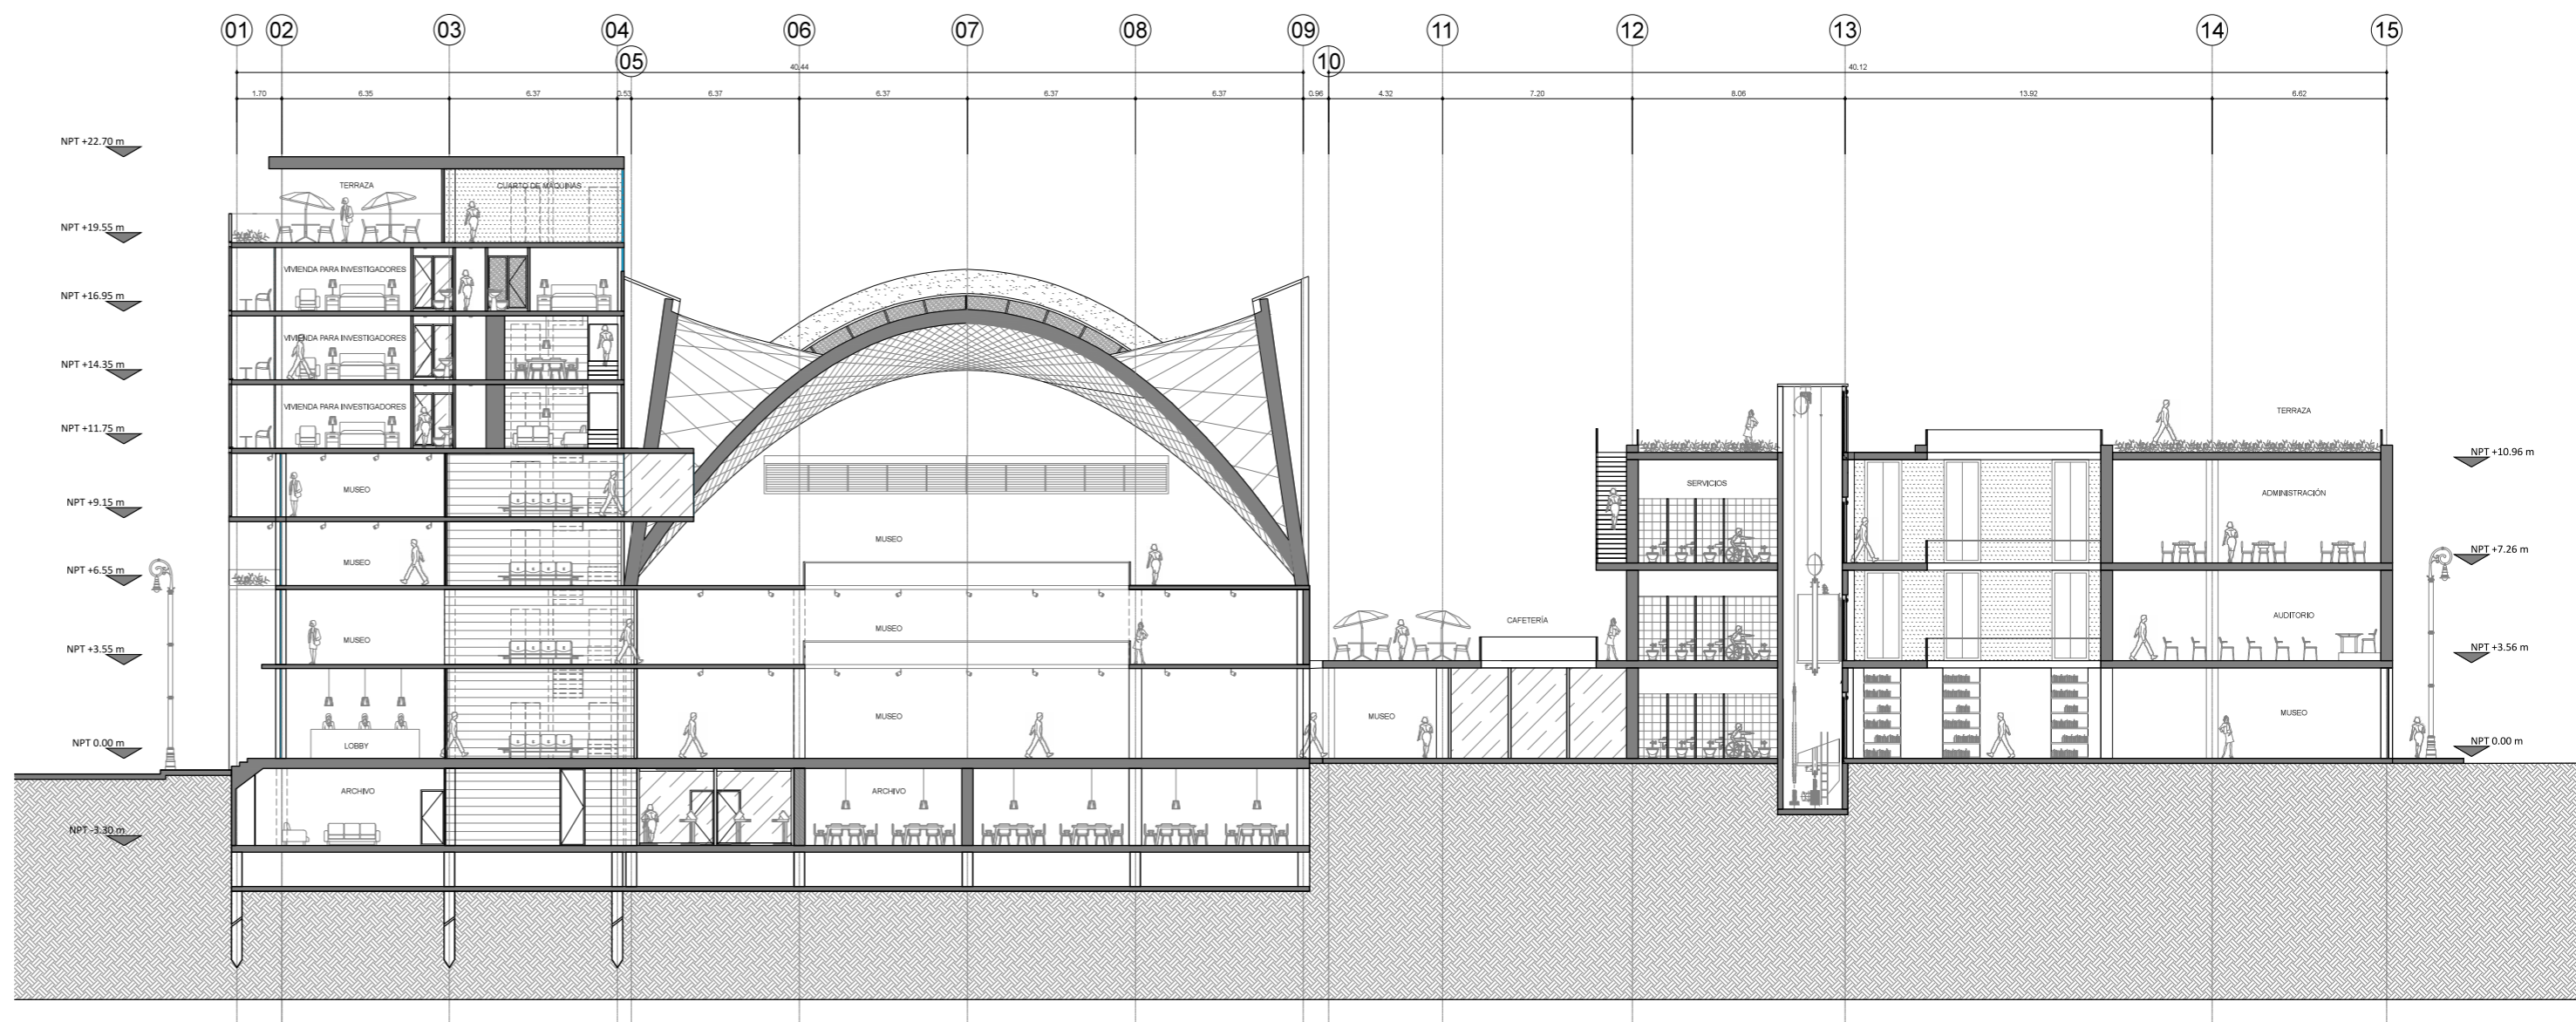 01 02 03 04 06 07 08 09 11 12 13 14 15
05 10
40.44 40.12
1.70 6.35 6.37 0.53 6.37 6.37 6.37 6.37 0.96 4.32 7.20 8.06 13.92 6.62
NPT +22.70 m
TERRAZA CUARTO DE MAQUINAS
NPT +19.55 m
VIVIENDA PARA INVESTIGADORES
NPT +16.95 m
VIVIENDA PARA INVESTIGADORES
NPT +14.35 m
VIVIENDA PARA INVESTIGADORES
TERRAZA
NPT +11.75 m
NPT +10.96 m
MUSEO SERVICIOS ADMINISTRACIÓN
NPT +9.15 m
MUSEO
NPT +7.26 m
MUSEO
NPT +6.55 m
CAFETERÍA AUDITORIO
MUSEO
MUSEO
NPT +3.55 m NPT +3.56 m
MUSEO MUSEO MUSEO
LOBBY
NPT 0.00 m NPT 0.00 m
ARCHIVO ARCHIVO
NPT -3.30 m